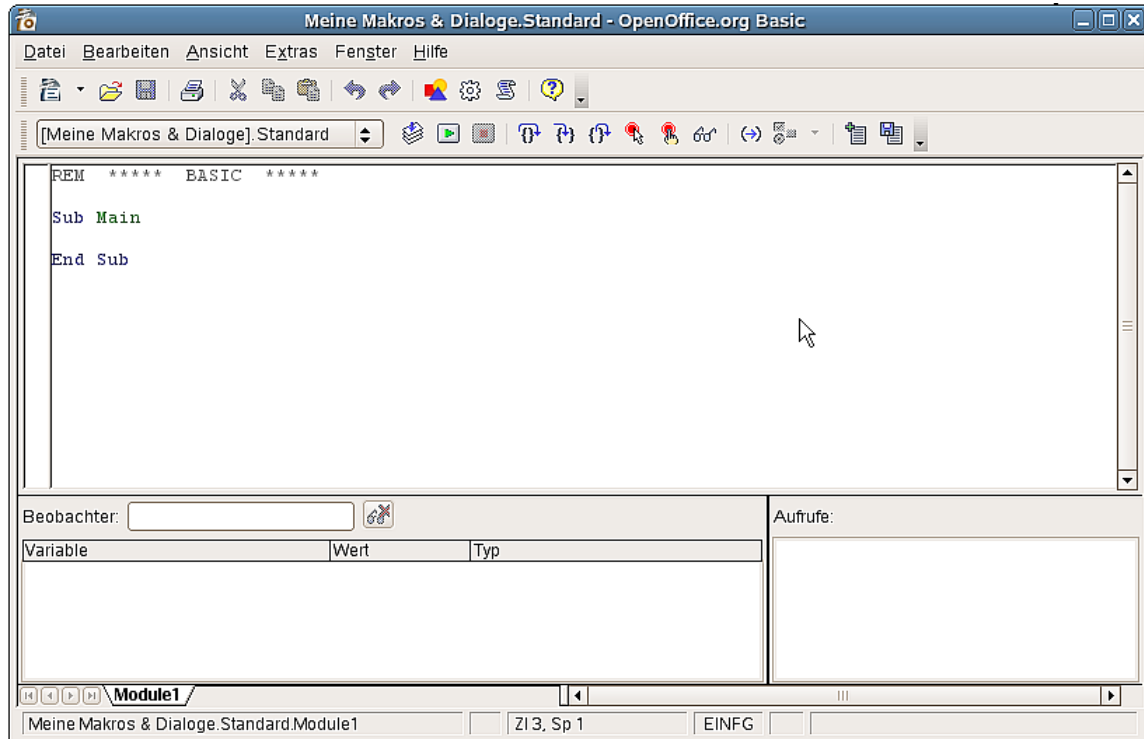 Meine Makros & Dialoge.Standard - OpenOffice.org Basic
Datei Bearbeiten Ansicht Extras Fenster Hilfe
[Meine Makros & Dialoge].Standard
REM ***** BASIC *****
Sub Main
End Sub
Beobachter:
Aufrufe:
Variable Wert Typ
Module1
Meine Makros & Dialoge.Standard.Module1 Zl 3, Sp 1 EINFG